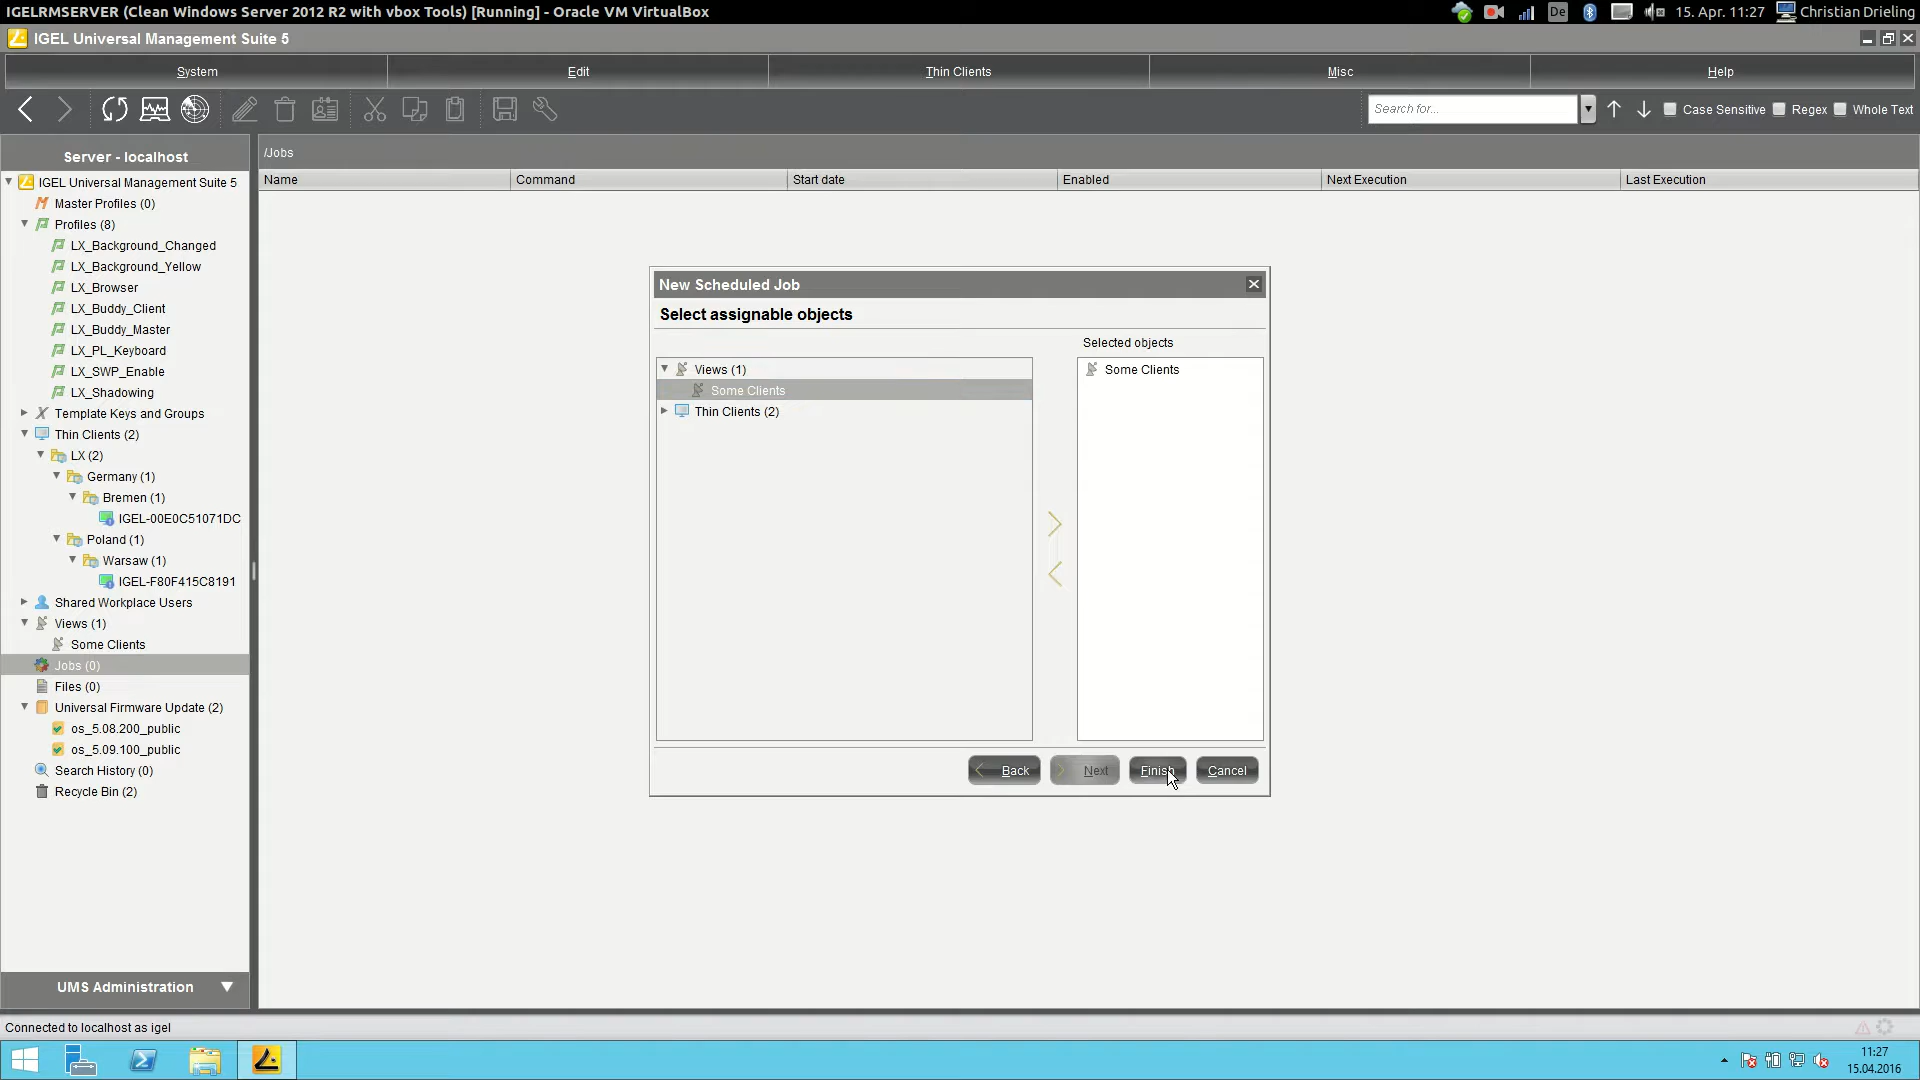 IGELRMSERVER (Clean Windows Server 2012 R2 with vbox Tools) [Running] - Oracle VM VirtualBox
De
15. Apr. 11:27
Christian Drieling
IGEL Universal Management Suite 5
System
Edit
Thin Clients
Misc
Help
Search for...
Case Sensitive
Regex
Whole Text
Server - localhost
IGEL Universal Management Suite 5
Master Profiles (0)
Profiles (8)
LX_Background_Changed
LX_Background_Yellow
LX_Browser
LX_Buddy_Client
LX_Buddy_Master
LX_PL_Keyboard
LX_SWP_Enable
LX_Shadowing
Template Keys and Groups
Thin Clients (2)
LX (2)
Germany (1)
Bremen (1)
IGEL-00E0C51071DC
Poland (1)
Warsaw (1)
IGEL-F80F415C8191
Shared Workplace Users
Views (1)
Some Clients
Jobs (0)
Files (0)
Universal Firmware Update (2)
os_5.08.200_public
os_5.09.100_public
Search History (0)
Recycle Bin (2)
UMS Administration
/Jobs
Name
Command
Start date
Enabled
Next Execution
Last Execution
New Scheduled Job
Select assignable objects
Selected objects
Views (1)
Some Clients
Thin Clients (2)
Some Clients
Back
Next
Finish
Cancel
Connected to localhost as igel
11:27
15.04.2016